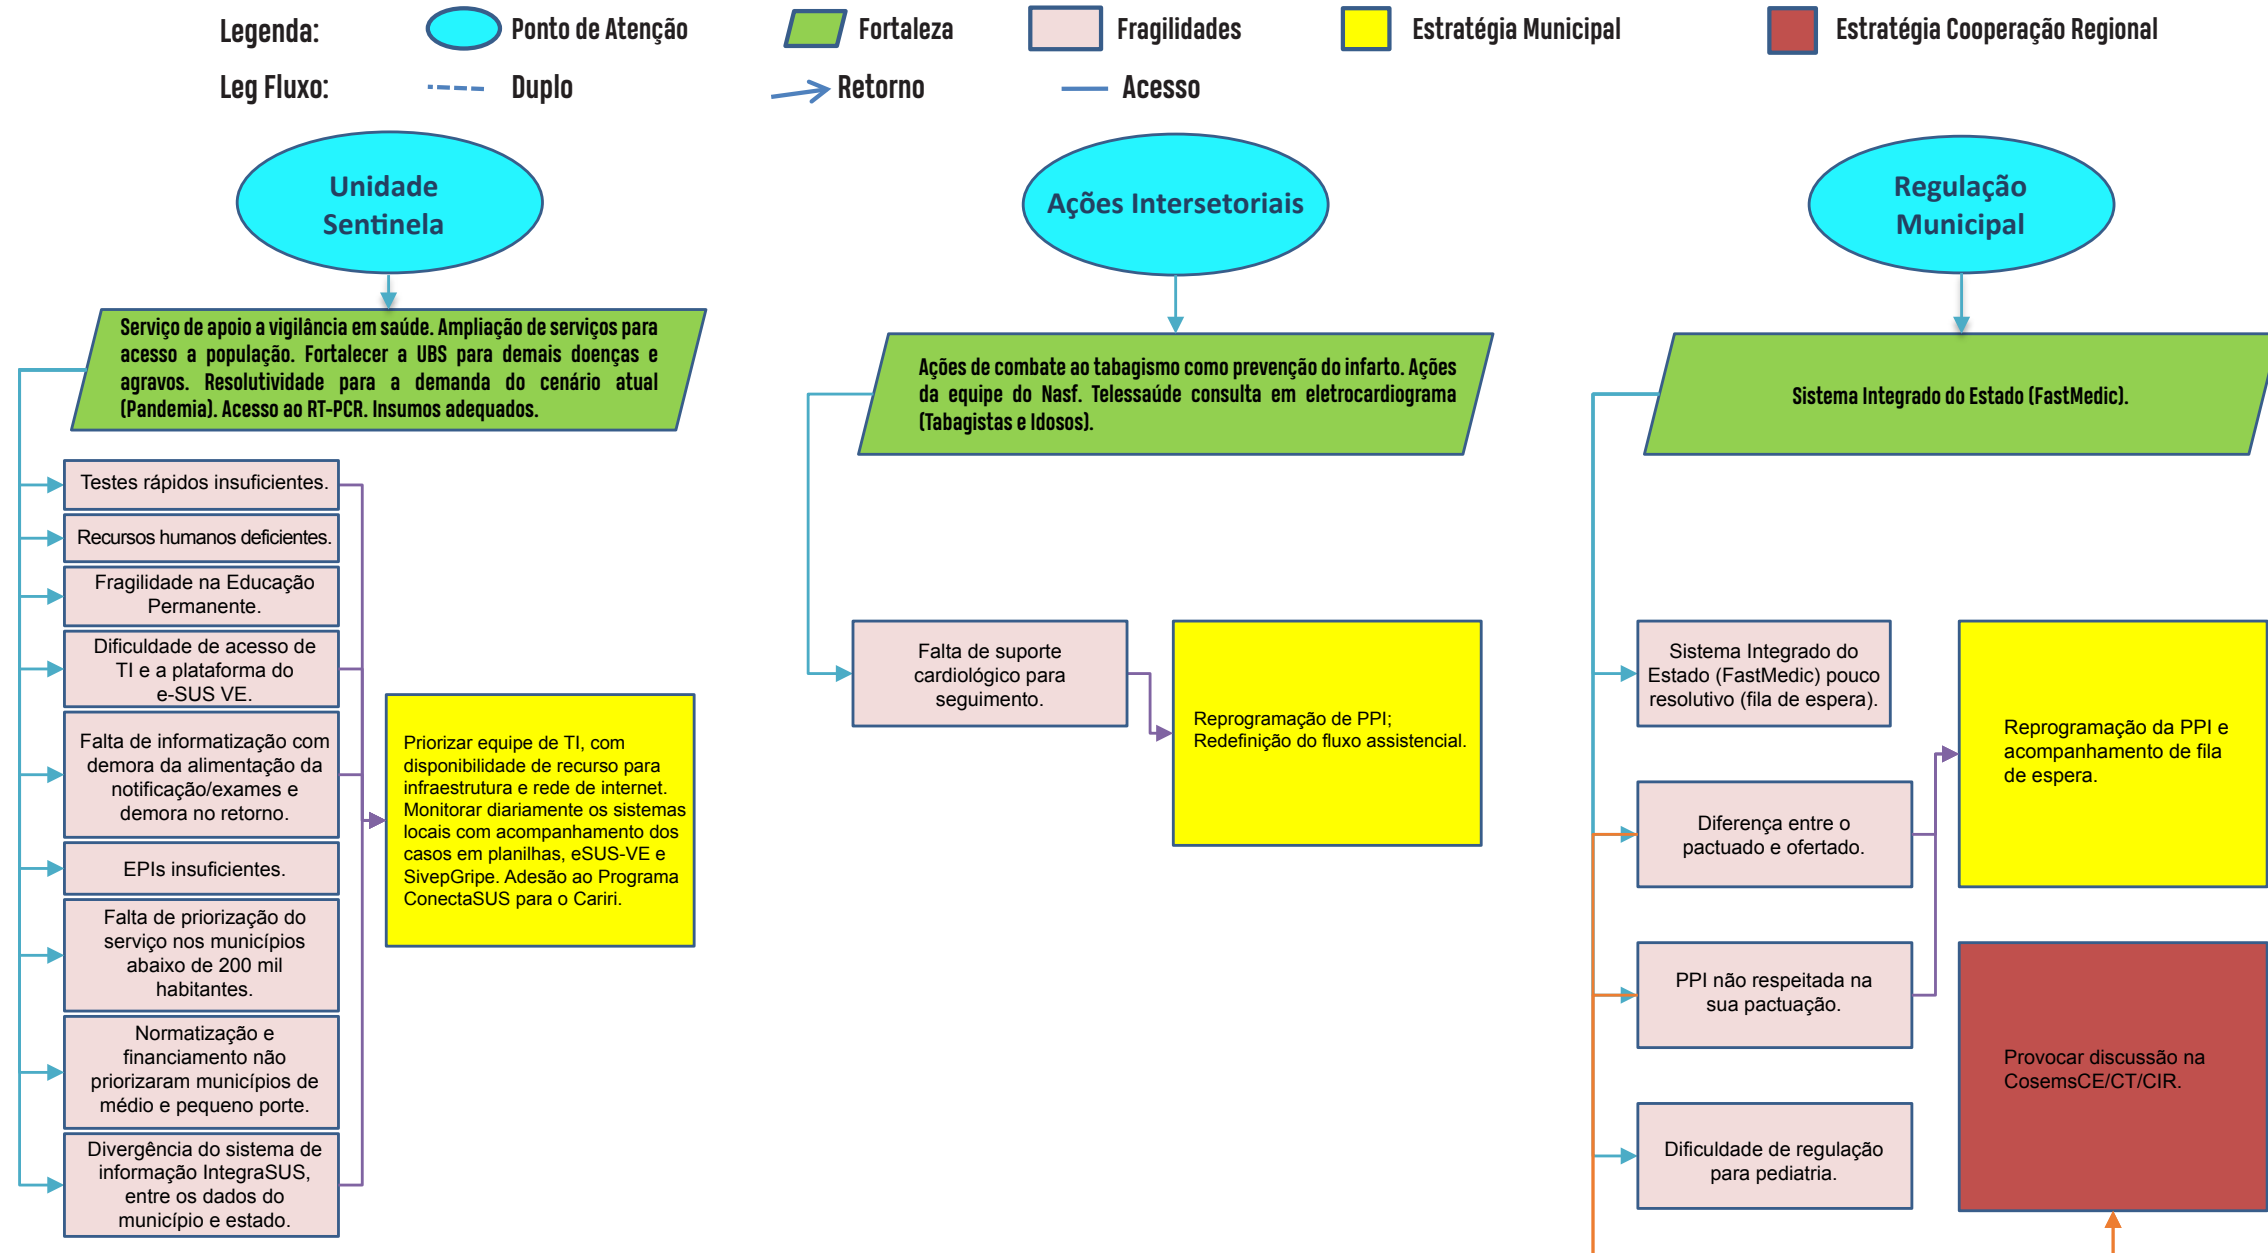 Legenda:
Ponto de Atenção
Fortaleza
Fragilidades
Estratégia Municipal
Estratégia Cooperação Regional
Leg Fluxo:
Duplo
Retorno
Acesso
Unidade
Sentinela
Serviço de apoio a vigilância em saúde. Ampliação de serviços para
acesso a população. Fortalecer a UBS para demais doenças e
agravos. Resolutividade para a demanda do cenário atual
(Pandemia). Acesso ao RT-PCR. Insumos adequados.
Testes rápidos insuficientes.
Recursos humanos deficientes.
Fragilidade na Educação
Permanente.
Dificuldade de acesso de
TI e a plataforma do
e-SUS VE.
Falta de informatização com
demora da alimentação da
notificação/exames e
demora no retorno.
EPIs insuficientes.
Falta de priorização do
serviço nos municípios
abaixo de 200 mil
habitantes.
Normatização e
financiamento não
priorizaram municípios de
médio e pequeno porte.
Divergência do sistema de
informação IntegraSUS,
entre os dados do
município e estado.
Priorizar equipe de TI, com
disponibilidade de recurso para
infraestrutura e rede de internet.
Monitorar diariamente os sistemas
locais com acompanhamento dos
casos em planilhas, eSUS-VE e
SivepGripe. Adesão ao Programa
ConectaSUS para o Cariri.
Ações Intersetoriais
Ações de combate ao tabagismo como prevenção do infarto. Ações
da equipe do Nasf. Telessaúde consulta em eletrocardiograma
(Tabagistas e Idosos).
Falta de suporte
cardiológico para
seguimento.
Reprogramação de PPI;
Redefinição do fluxo assistencial.
Regulação
Municipal
Sistema Integrado do Estado (FastMedic).
Sistema Integrado do
Estado (FastMedic) pouco
resolutivo (fila de espera).
Diferença entre o
pactuado e ofertado.
PPI não respeitada na
sua pactuação.
Dificuldade de regulação
para pediatria.
Reprogramação da PPI e
acompanhamento de fila
de espera.
Provocar discussão na
CosemsCE/CT/CIR.